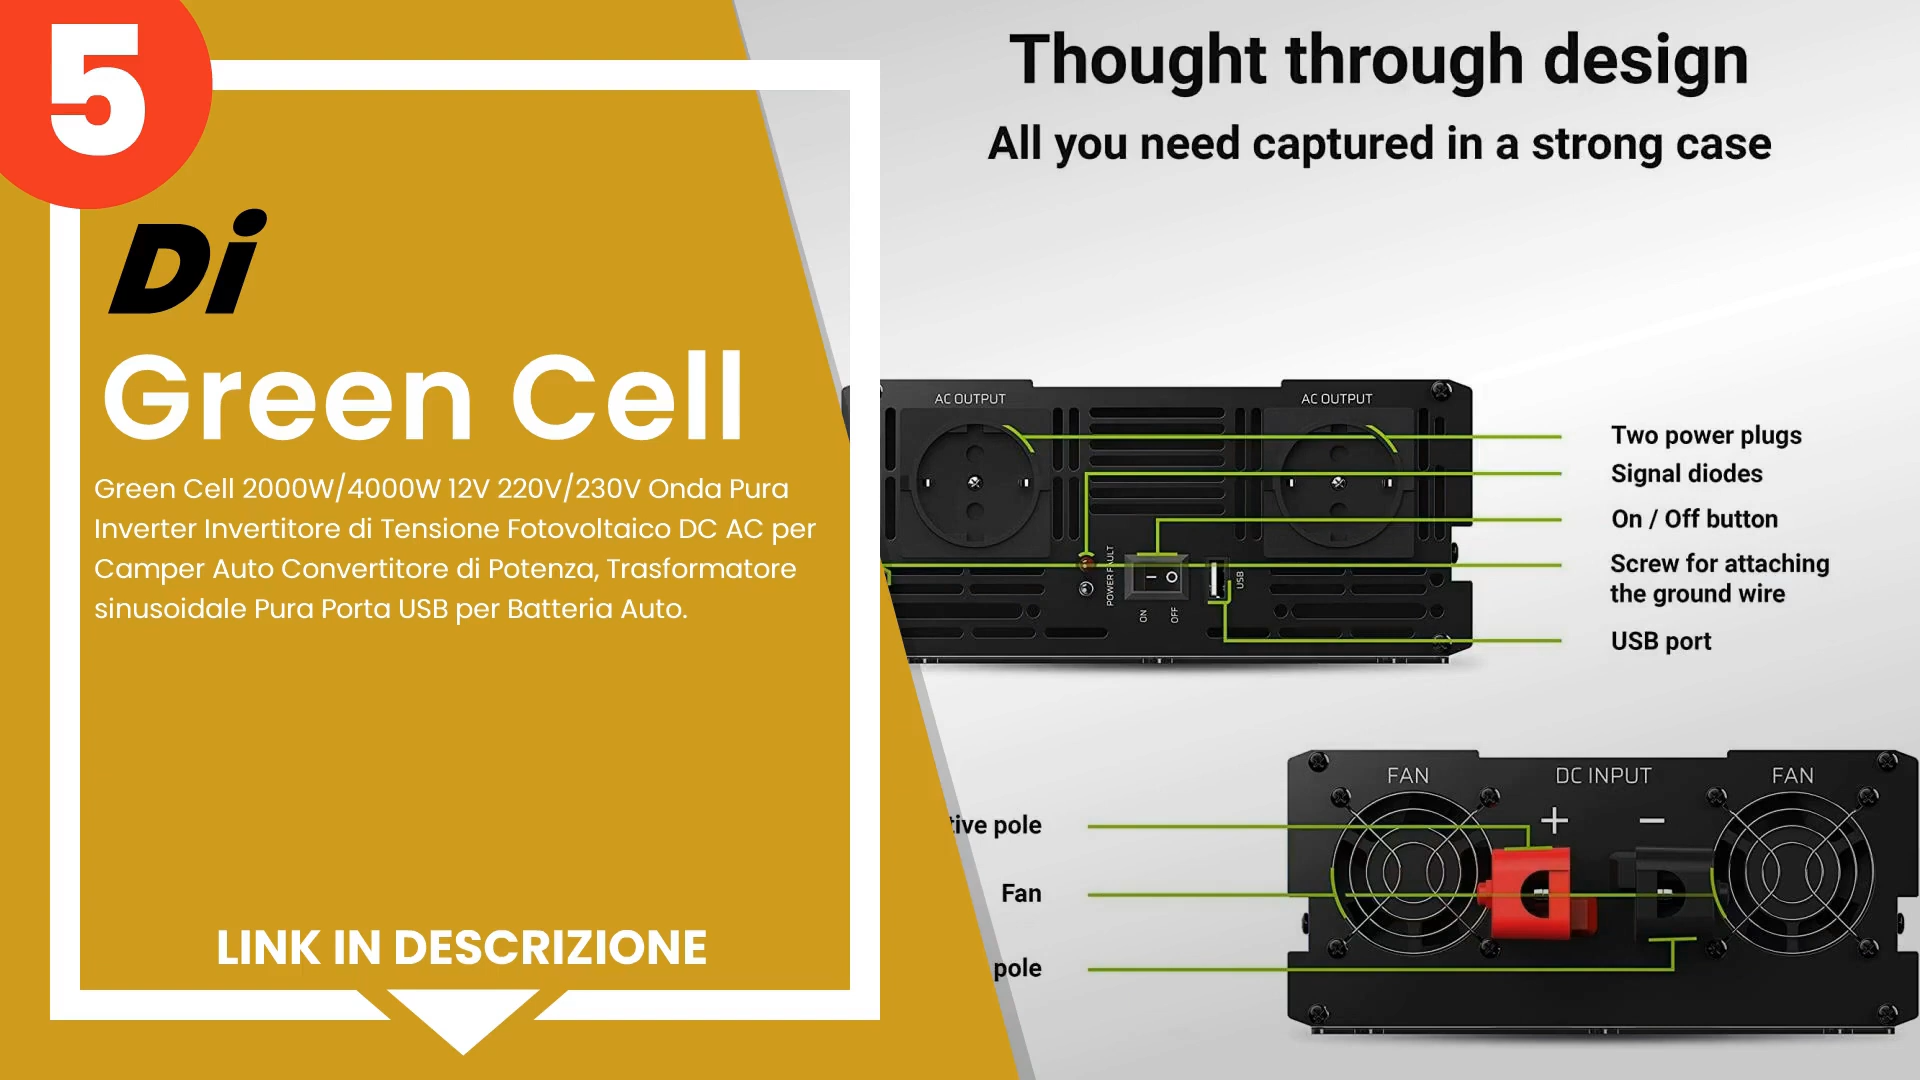 5
Di
Green Cell
Green Cell 2000W/4000W 12V 220V/230V Onda Pura
Inverter Invertitore di Tensione Fotovoltaico DC AC per
Camper Auto Convertitore di Potenza, Trasformatore
sinusoidale Pura Porta USB per Batteria Auto.
LINK IN DESCRIZIONE
Thought through design
All you need captured in a strong case
AC OUTPUT
AC OUTPUT
POWER FAULT
ON
OFF
USB
Two power plugs
Signal diodes
On / Off button
Screw for attaching
the ground wire
USB port
FAN
DC INPUT
FAN
+
−
pole
Fan
pole